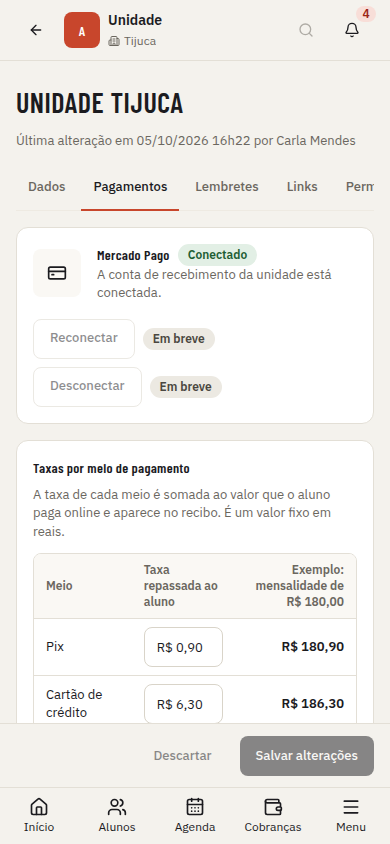 A
Unidade
Tijuca
4
UNIDADE TIJUCA
Última alteração em 05/10/2026 16h22 por Carla Mendes
Dados Pagamentos Lembretes Links Perm
Mercado Pago Conectado
A conta de recebimento da unidade está
conectada.
Reconectar Em breve
Desconectar Em breve
Taxas por meio de pagamento
A taxa de cada meio é somada ao valor que o aluno
paga online e aparece no recibo. É um valor fixo em
reais.
Meio
Taxa
repassada ao
aluno
Exemplo:
mensalidade de
R$ 180,00
Pix R$ 0,90 R$ 180,90
Cartão de
crédito
R$ 6,30 R$ 186,30
Descartar Salvar alterações
Início Alunos Agenda Cobranças Menu